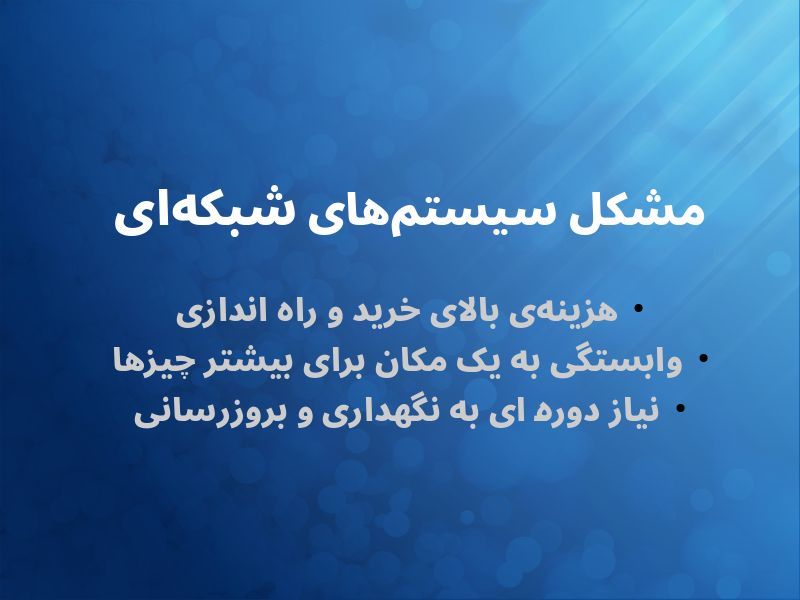 مشکل سیستم‌های شبکه‌ای
• هزینه‌ی بالای خرید و راه اندازی
• وابستگی به یک مکان برای بیشتر چیزها
• نیاز دوره ای به نگهداری و بروزرسانی